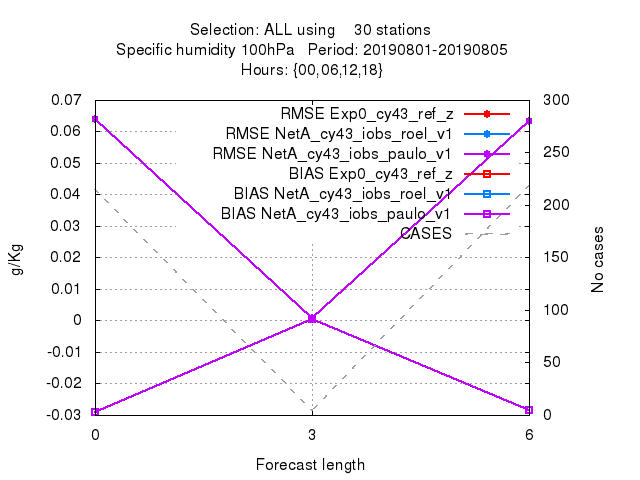 Selection: ALL using    30 stations
Specific humidity 100hPa   Period: 20190801-20190805
Hours: {00,06,12,18}
0.07
0.06
0.05
0.04
0.03
0.02
0.01
0
-0.01
-0.02
-0.03
g/Kg
RMSE Exp0_cy43_ref_z
RMSE NetA_cy43_iobs_roel_v1
RMSE NetA_cy43_iobs_paulo_v1
BIAS Exp0_cy43_ref_z
BIAS NetA_cy43_iobs_roel_v1
BIAS NetA_cy43_iobs_paulo_v1
CASES
300
250
200
150
100
50
0
No cases
0 3 6
Forecast length